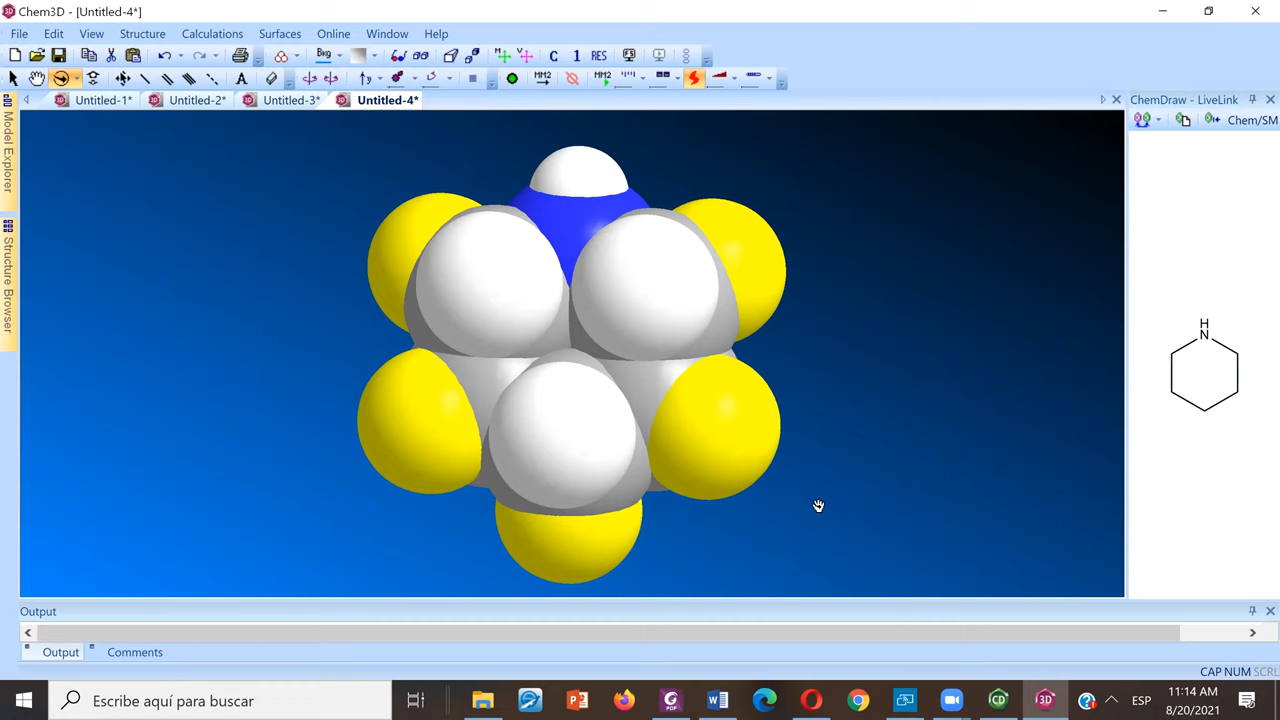 Chem3D - [Untitled-4*]
File Edit View Structure Calculations Surfaces Online Window Help
Bkg M V C 1 RES
A y MM2 MM2
Untitled-1* Untitled-2* Untitled-3* Untitled-4*
ChemDraw - LiveLink
Chem/SM
Model Explorer
Structure Browser
H
N
Output
Output Comments
CAP NUM SCRL
Escribe aquí para buscar
ESP
11:14 AM
8/20/2021